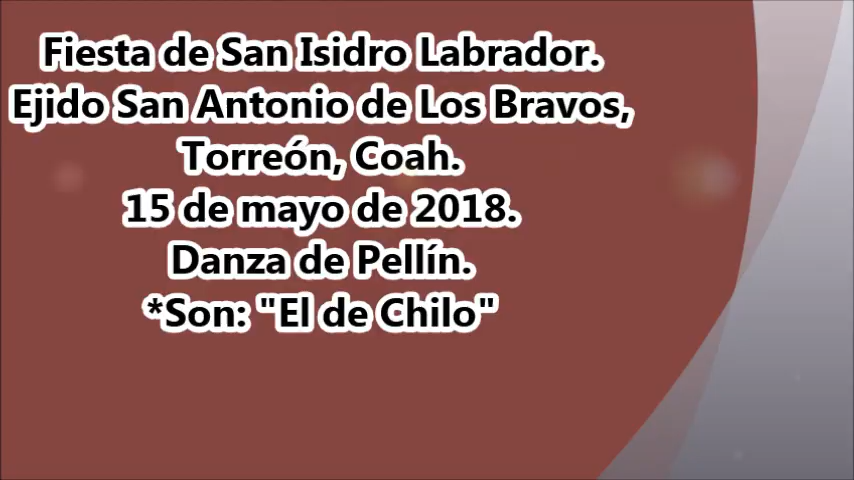 Fiesta de San Isidro Labrador.
Ejido San Antonio de Los Bravos,
Torreón, Coah.
15 de mayo de 2018.
Danza de Pellín.
*Son: "El de Chilo"